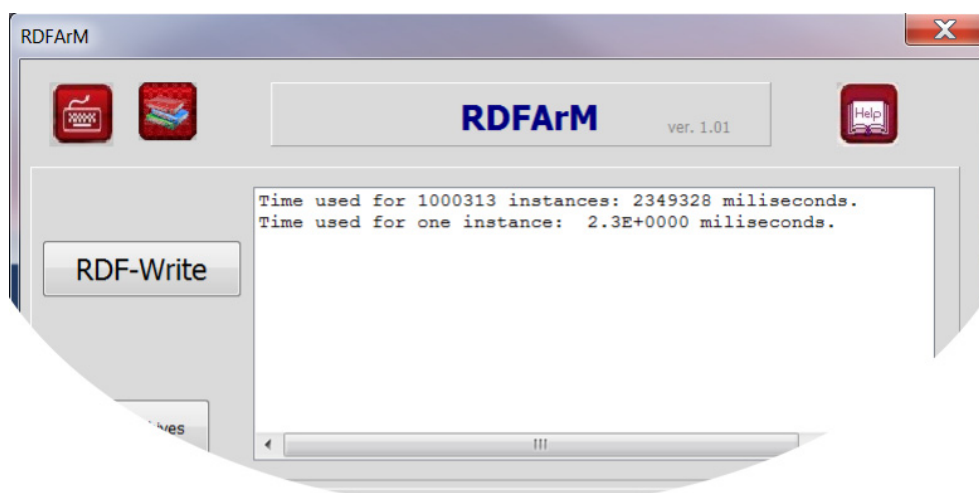 RDFArM
RDFArM ver. 1.01
Help
Time used for 1000313 instances: 2349328 miliseconds.
Time used for one instance:  2.3E+0000 miliseconds.
RDF-Write